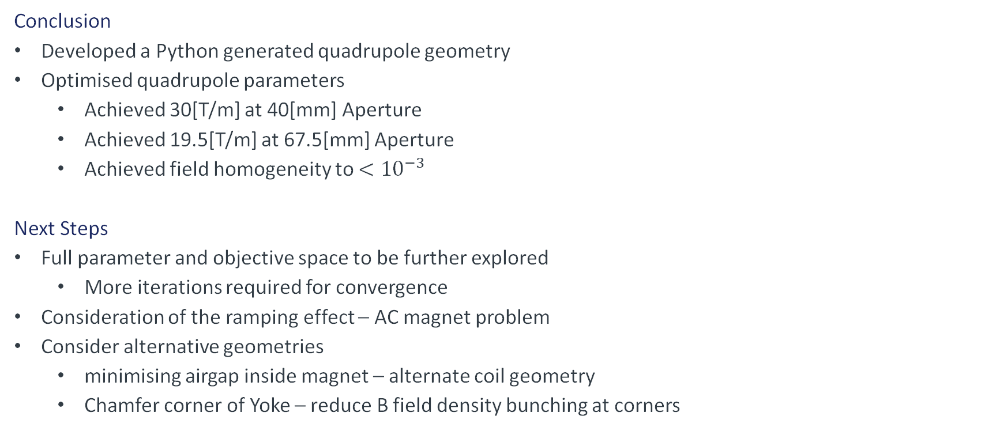 Conclusion
• Developed a Python generated quadrupole geometry
• Optimised quadrupole parameters
• Achieved 30[T/m] at 40[mm] Aperture
• Achieved 19.5[T/m] at 67.5[mm] Aperture
• Achieved field homogeneity to < 10⁻³
Next Steps
• Full parameter and objective space to be further explored
• More iterations required for convergence
• Consideration of the ramping effect – AC magnet problem
• Consider alternative geometries
• minimising airgap inside magnet – alternate coil geometry
• Chamfer corner of Yoke – reduce B field density bunching at corners